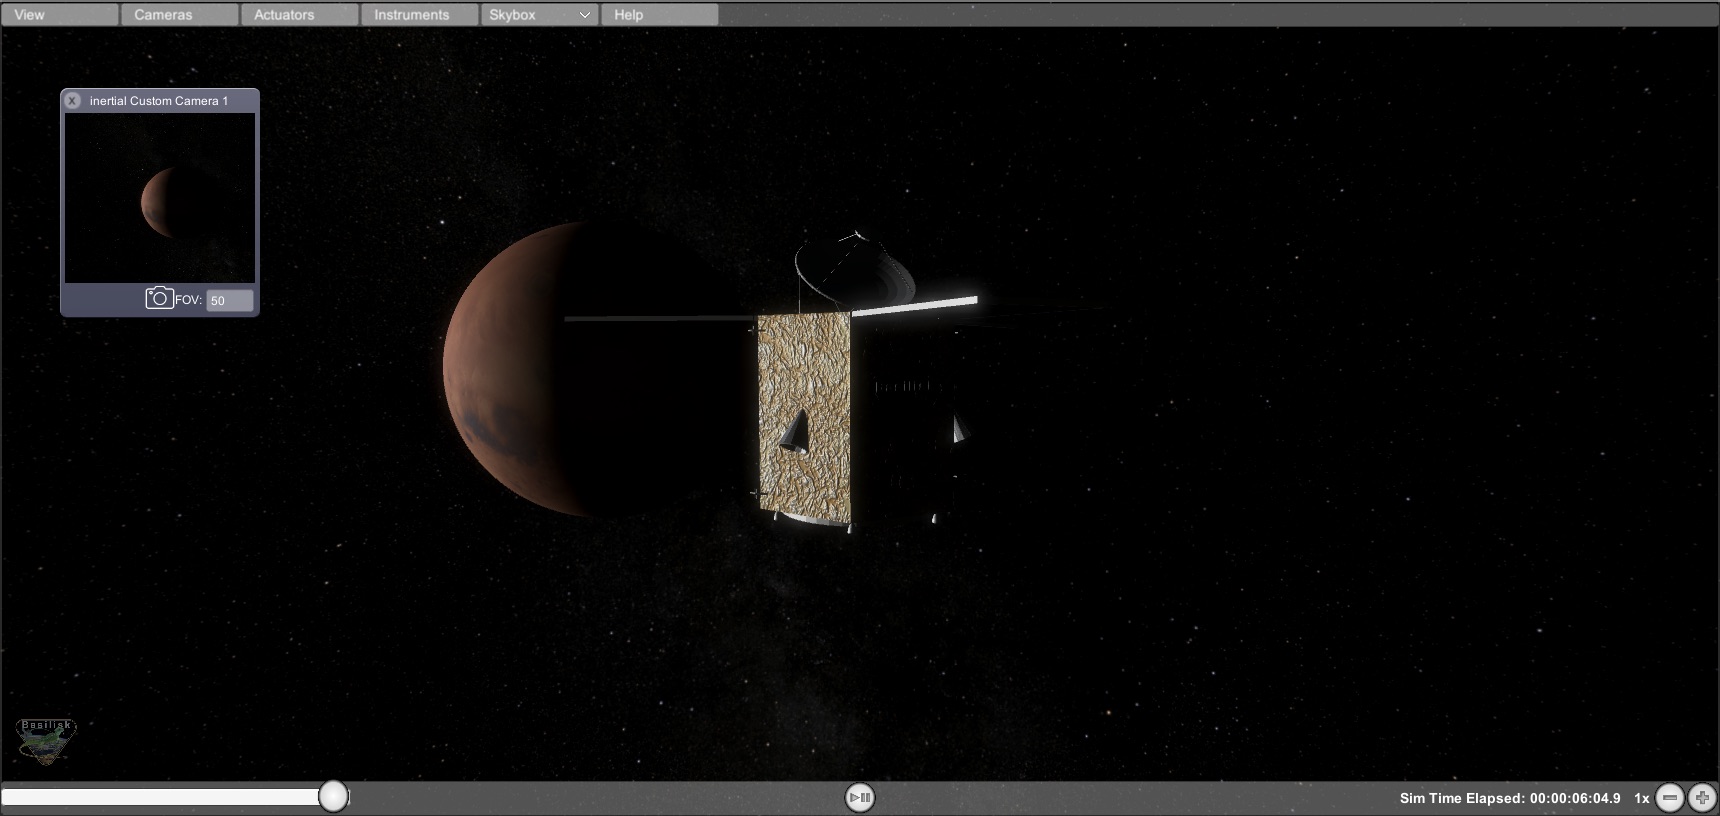 View Cameras Actuators Instruments Skybox Help
X inertial Custom Camera 1
FOV: 50
Basilisk
Sim Time Elapsed: 00:00:06:04.9 1x